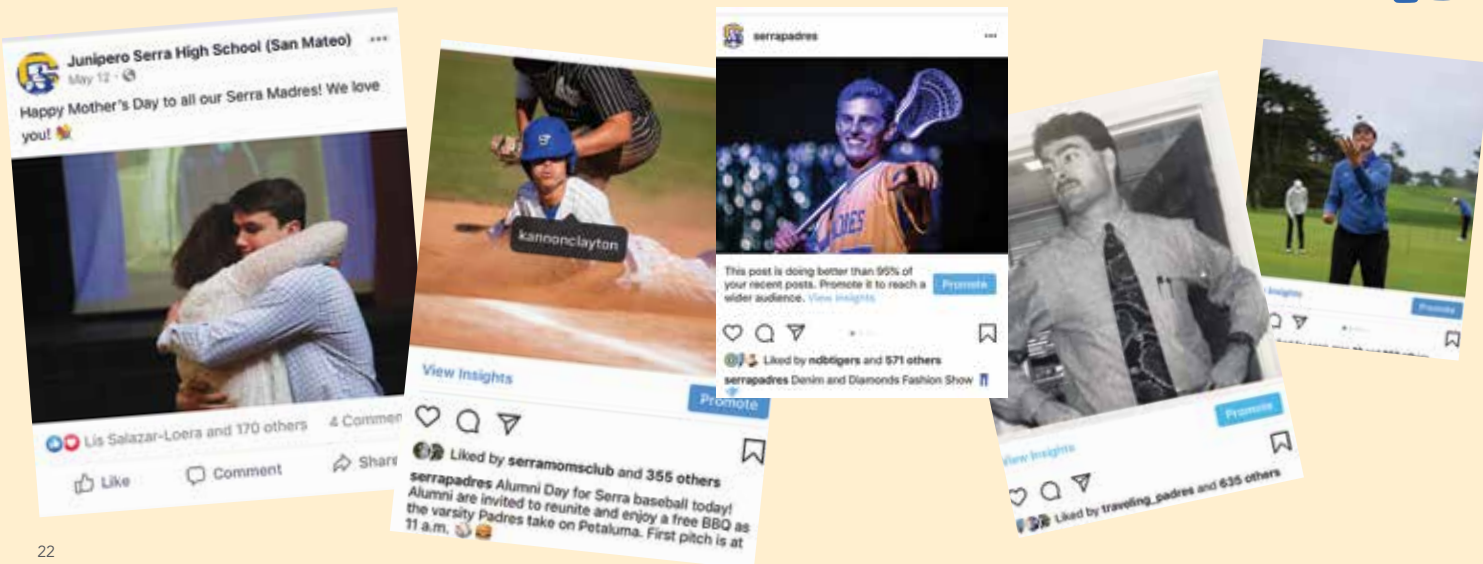 Junipero Serra High School (San Mateo)
May 12
Happy Mother's Day to all our Serra Madres! We love
you!
Lis Salazar-Loera and 170 others
4 Commen
Like
Comment
Share
kannonclayton
View Insights
Promote
Liked by serramomsclub and 355 others
serrapadres Alumni Day for Serra baseball today!
Alumni are invited to reunite and enjoy a free BBQ as
the varsity Padres take on Petaluma. First pitch is at
11 a.m.
serrapadres
This post is doing better than 95% of
your recent posts. Promote it to reach a
wider audience. View Insights
Promote
Liked by ndbtigers and 571 others
serrapadres Denim and Diamonds Fashion Show
View Insights
Promote
Liked by traveling_padres and 635 others
Insights
Promote
22